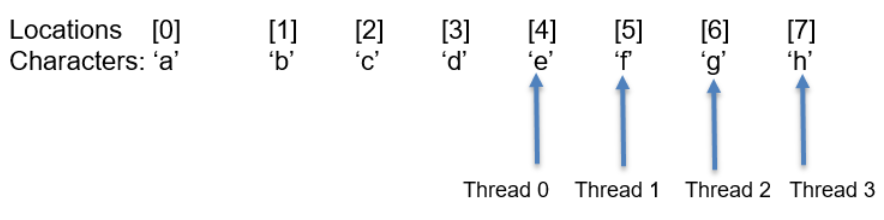 Locations [0] [1] [2] [3] [4] [5] [6] [7]
Characters: ‘a’ ‘b’ ‘c’ ‘d’ ‘e’ ‘f’ ‘g’ ‘h’
Thread 0 Thread 1 Thread 2 Thread 3